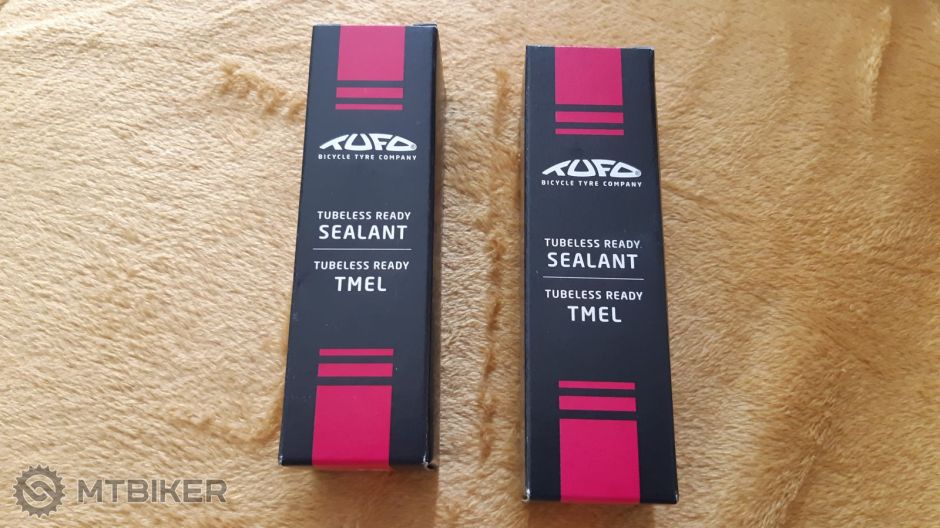 TUFO
BICYCLE TYRE COMPANY
TUBELESS READY
SEALANT
TUBELESS READY
TMEL
TUFO
BICYCLE TYRE COMPANY
TUBELESS READY
SEALANT
TUBELESS READY
TMEL
MTBIKER